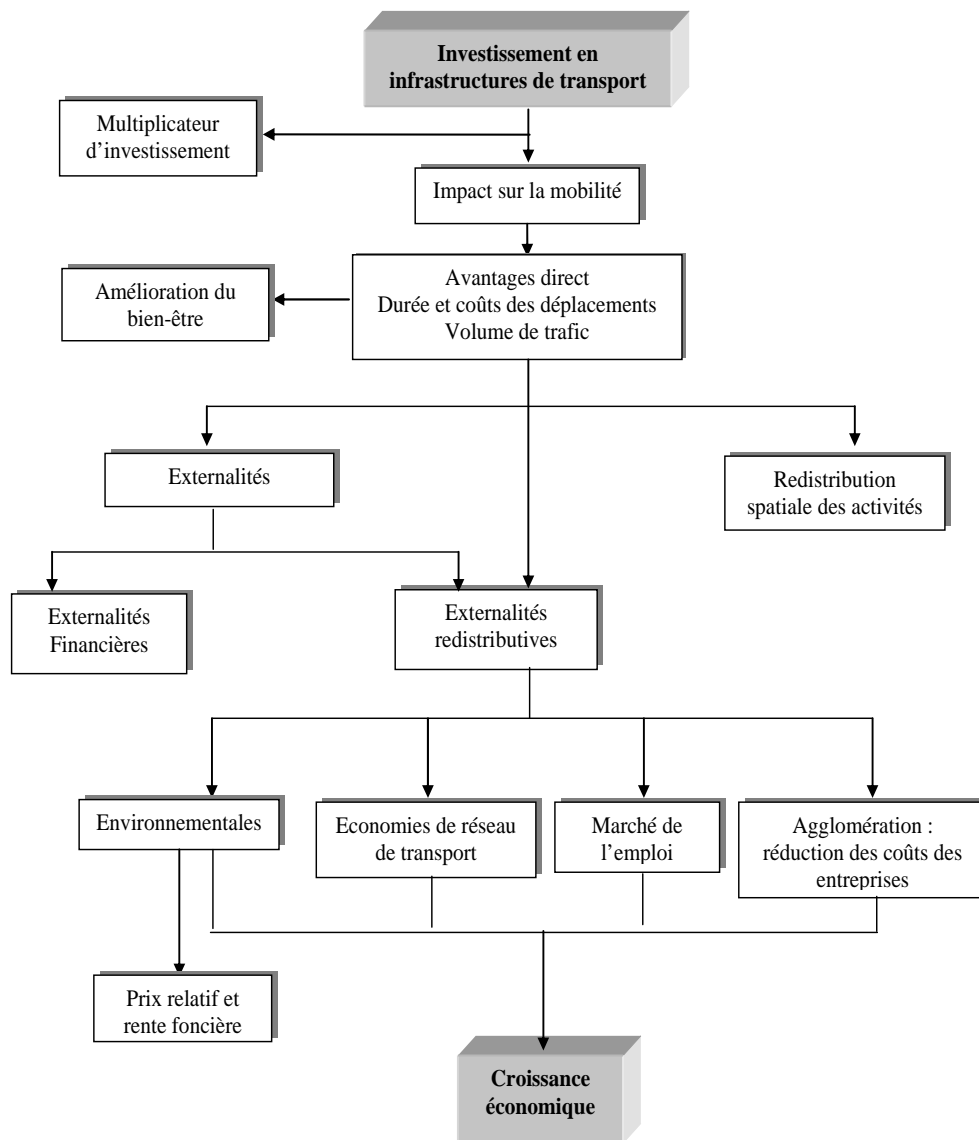 Investissement en
infrastructures de transport
Multiplicateur
d’investissement
Impact sur la mobilité
Avantages direct
Durée et coûts des déplacements
Volume de trafic
Amélioration du
bien-être
Externalités
Redistribution
spatiale des activités
Externalités
Financières
Externalités
redistributives
Environnementales
Economies de réseau
de transport
Marché de
l’emploi
Agglomération :
réduction des coûts des
entreprises
Prix relatif et
rente foncière
Croissance
économique